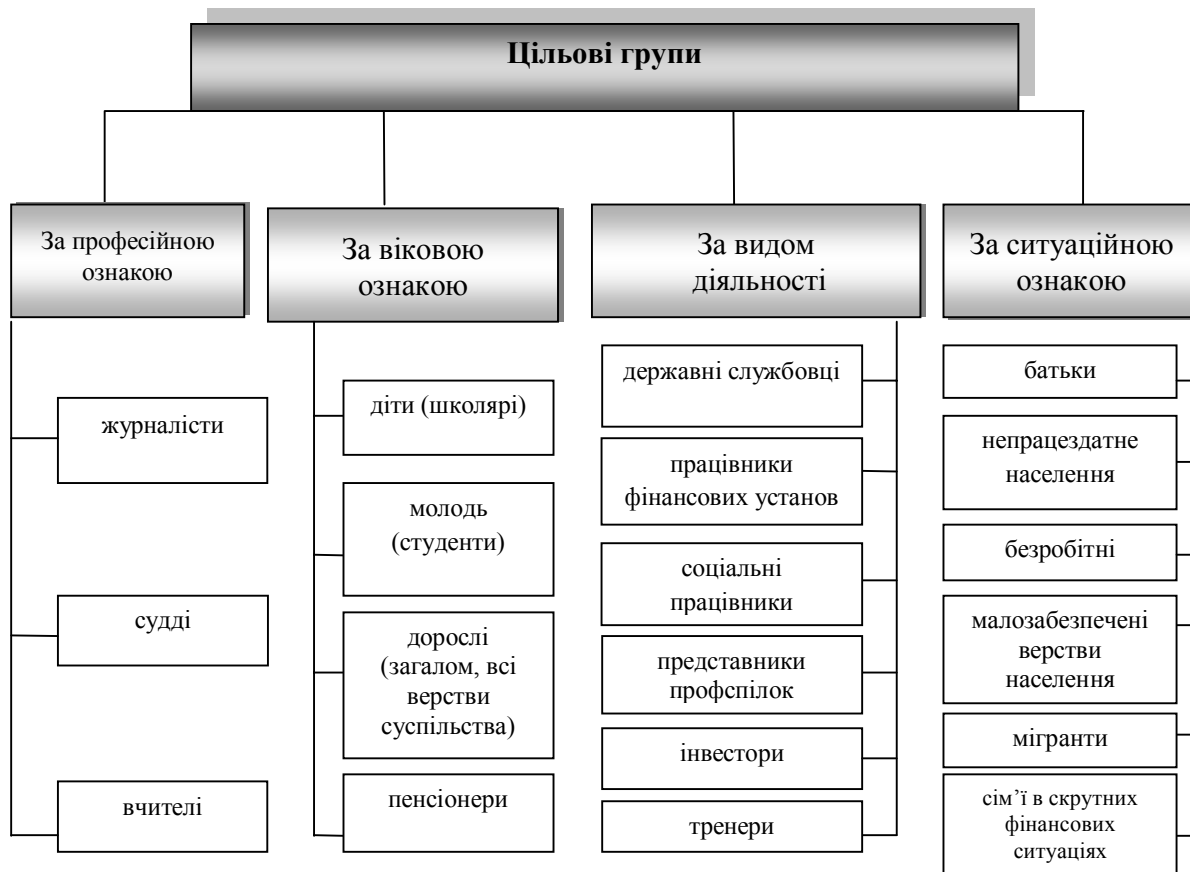 Цільові групи
За професійною
ознакою
журналісти
судді
вчителі
За віковою
ознакою
діти (школярі)
молодь
(студенти)
дорослі
(загалом, всі
верстви
суспільства)
пенсіонери
За видом
діяльності
державні службовці
працівники
фінансових установ
соціальні
працівники
представники
профспілок
інвестори
тренери
За ситуаційною
ознакою
батьки
непрацездатне
населення
безробітні
малозабезпечені
верстви
населення
мігранти
сім’ї в скрутних
фінансових
ситуаціях